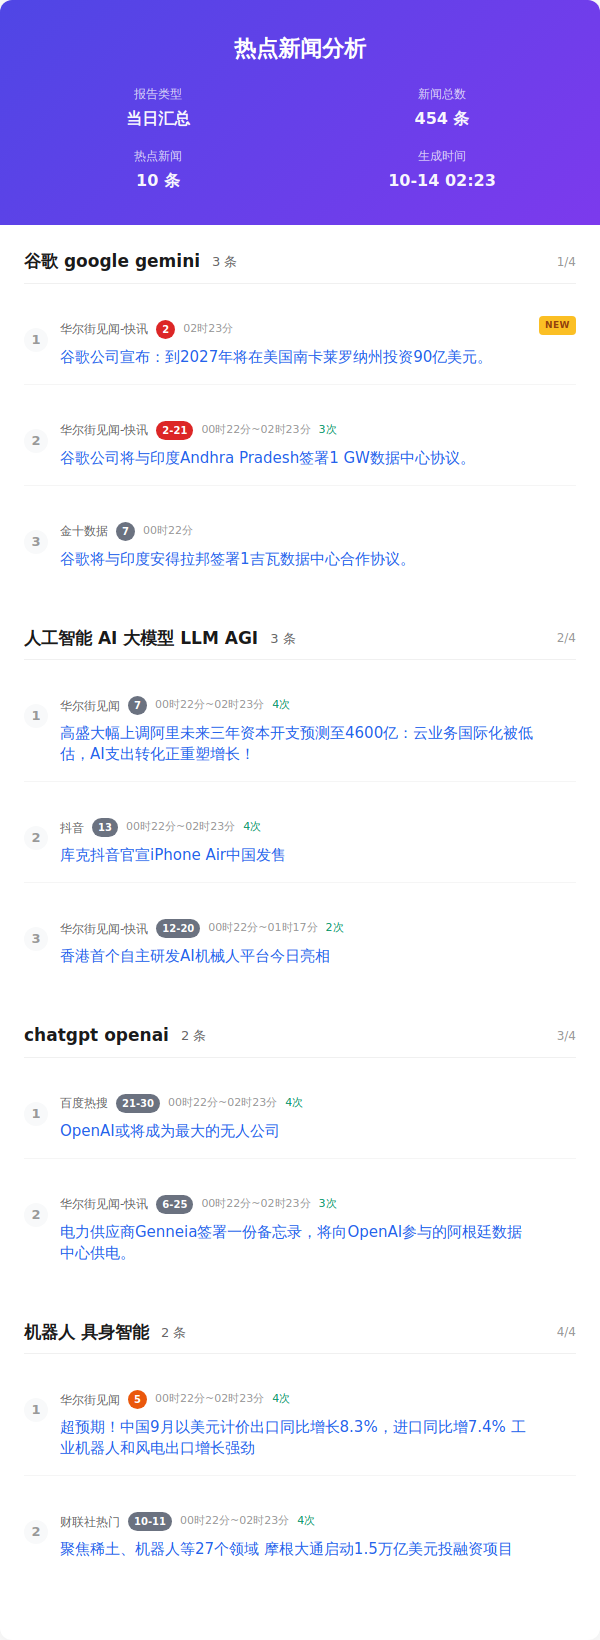 热点新闻分析
报告类型
新闻总数
当日汇总
454 条
热点新闻
生成时间
10 条
10-14 02:23
谷歌 google gemini 3 条 1/4
NEW
1 华尔街见闻-快讯 2 02时23分
谷歌公司宣布：到2027年将在美国南卡莱罗纳州投资90亿美元。
2 华尔街见闻-快讯 2-21 00时22分~02时23分 3次
谷歌公司将与印度Andhra Pradesh签署1 GW数据中心协议。
3 金十数据 7 00时22分
谷歌将与印度安得拉邦签署1吉瓦数据中心合作协议。
人工智能 AI 大模型 LLM AGI 3 条 2/4
1 华尔街见闻 7 00时22分~02时23分 4次
高盛大幅上调阿里未来三年资本开支预测至4600亿：云业务国际化被低
估，AI支出转化正重塑增长！
2 抖音 13 00时22分~02时23分 4次
库克抖音官宣iPhone Air中国发售
3 华尔街见闻-快讯 12-20 00时22分~01时17分 2次
香港首个自主研发AI机械人平台今日亮相
chatgpt openai 2 条 3/4
1 百度热搜 21-30 00时22分~02时23分 4次
OpenAI或将成为最大的无人公司
2 华尔街见闻-快讯 6-25 00时22分~02时23分 3次
电力供应商Genneia签署一份备忘录，将向OpenAI参与的阿根廷数据
中心供电。
机器人 具身智能 2 条 4/4
1 华尔街见闻 5 00时22分~02时23分 4次
超预期！中国9月以美元计价出口同比增长8.3%，进口同比增7.4% 工
业机器人和风电出口增长强劲
2 财联社热门 10-11 00时22分~02时23分 4次
聚焦稀土、机器人等27个领域 摩根大通启动1.5万亿美元投融资项目